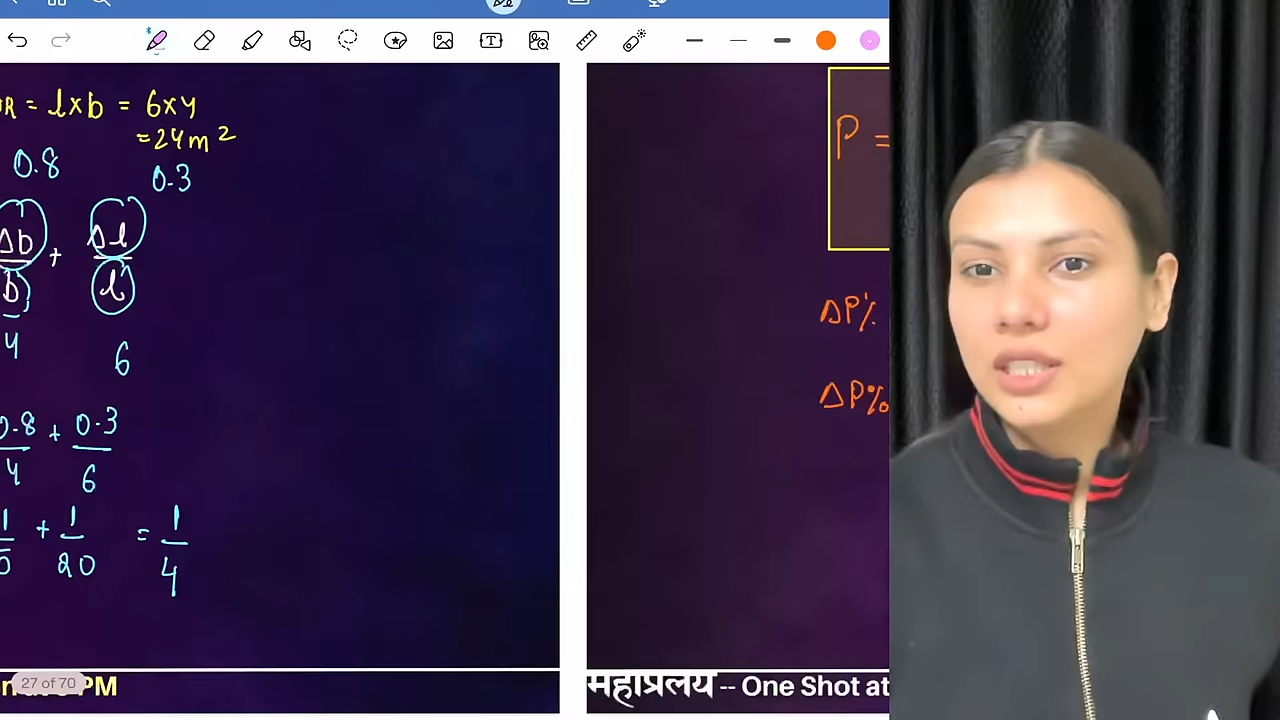 R = l×b = 6×4
=24m²
0.8
0.3
Δb + Δl
b l
4
6
0.8 + 0.3
4 6
1 + 1 = 1
5 20 4
27 of 70
PM
P =
ΔP%
ΔP%
महाप्रलय -- One Shot at